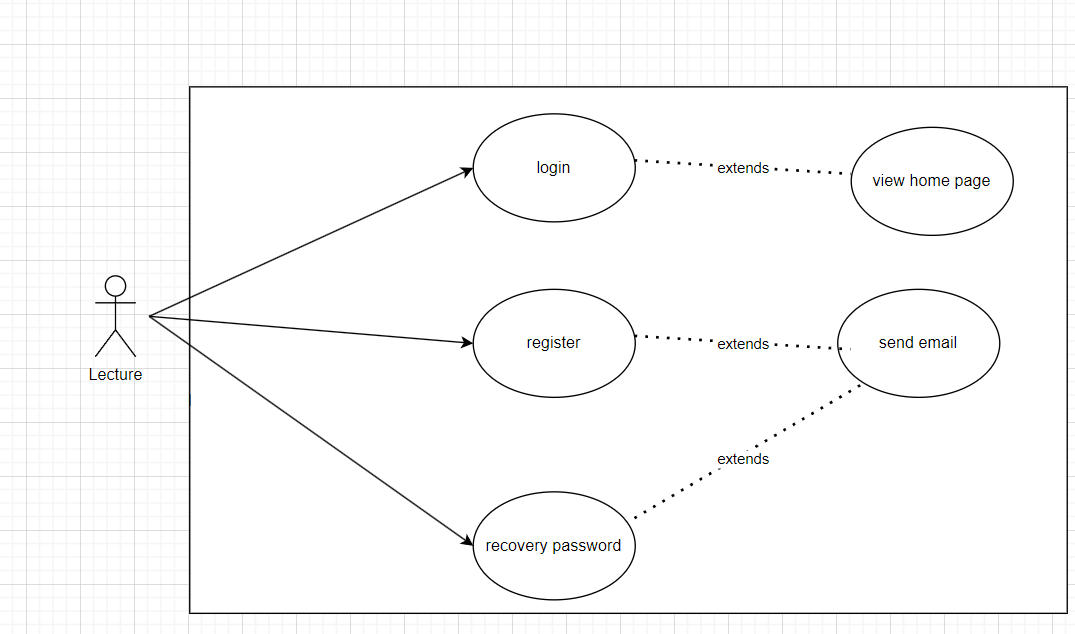 login
extends
view home page
register
extends
send email
Lecture
extends
recovery password